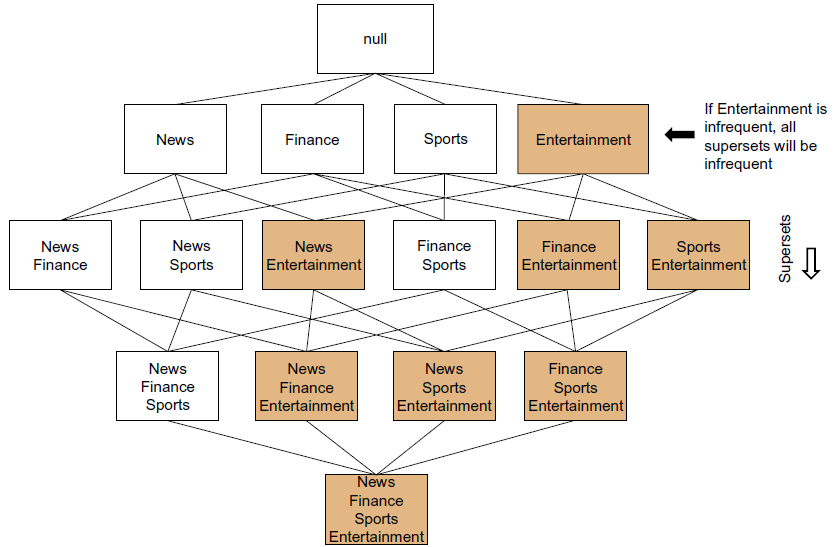 null
News
Finance
Sports
Entertainment
If Entertainment is
infrequent, all
supersets will be
infrequent
News
Finance
News
Sports
News
Entertainment
Finance
Sports
Finance
Entertainment
Sports
Entertainment
Supersets
News
Finance
Sports
News
Finance
Entertainment
News
Sports
Entertainment
Finance
Sports
Entertainment
News
Finance
Sports
Entertainment